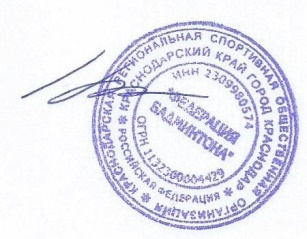 КРАСНОДАРСКАЯ РЕГИОНАЛЬНАЯ СПОРТИВНАЯ ОБЩЕСТВЕННАЯ ОРГАНИЗАЦИЯ
КРАСНОДАРСКИЙ КРАЙ ГОРОД КРАСНОДАР
РОССИЙСКАЯ ФЕДЕРАЦИЯ
ИНН 2309980574
ОГРН 1132300004429
"ФЕДЕРАЦИЯ
БАДМИНТОНА"